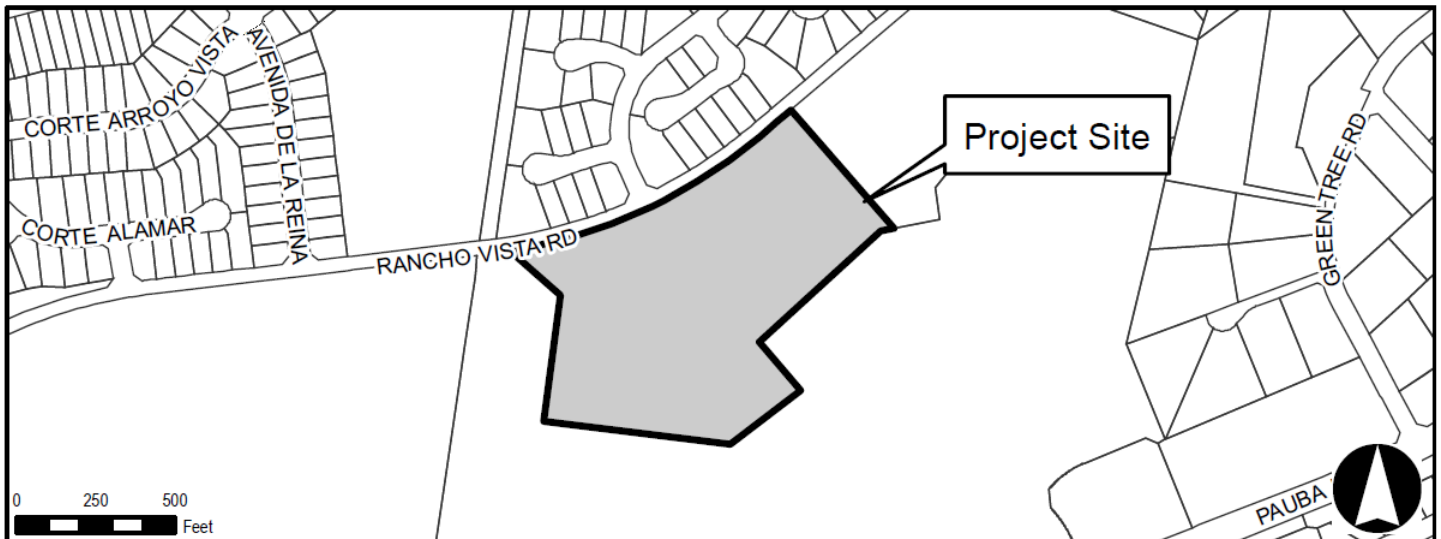 CORTE ARROYO VISTA
AVENIDA DE LA REINA
CORTE ALAMAR
RANCHO VISTA RD
Project Site
GREEN TREE RD
PAUBA
0 250 500
Feet